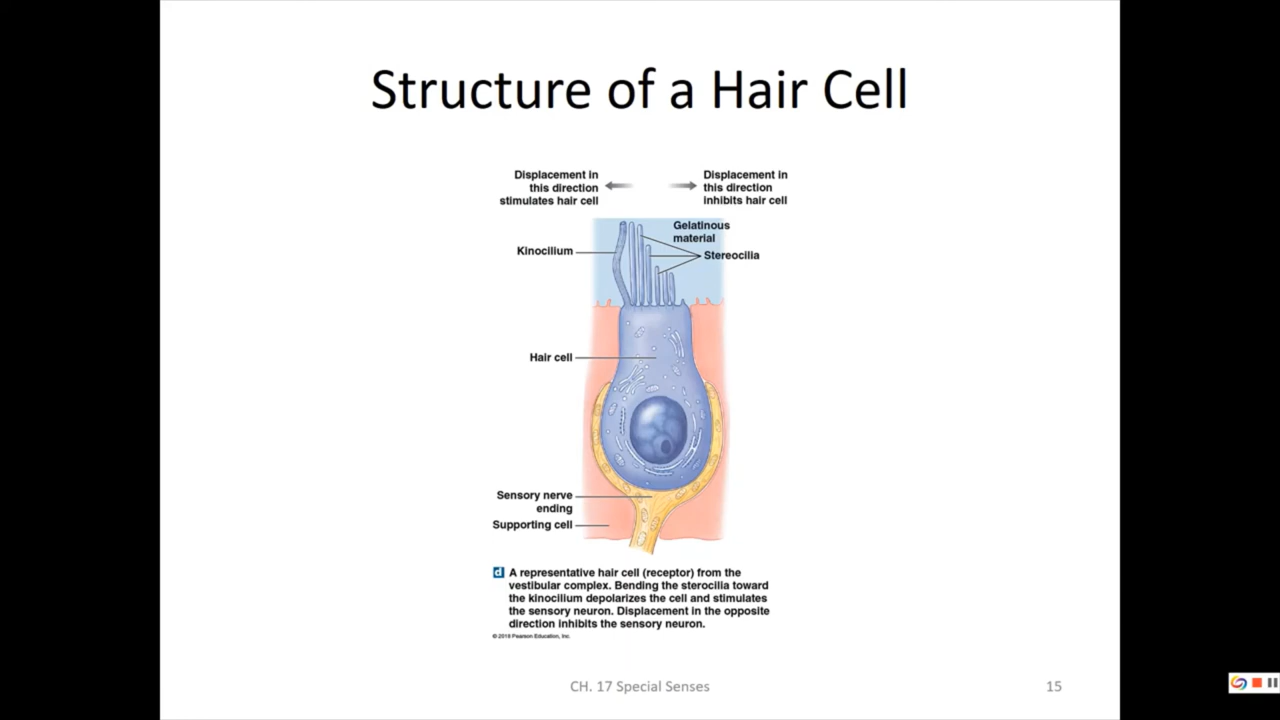 Structure of a Hair Cell
Displacement in
this direction
stimulates hair cell
Displacement in
this direction
inhibits hair cell
Gelatinous
material
Kinocilium
Stereocilia
Hair cell
Sensory nerve
ending
Supporting cell
d A representative hair cell (receptor) from the
vestibular complex. Bending the sterocilia toward
the kinocilium depolarizes the cell and stimulates
the sensory neuron. Displacement in the opposite
direction inhibits the sensory neuron.
© 2018 Pearson Education, Inc.
CH. 17 Special Senses
15